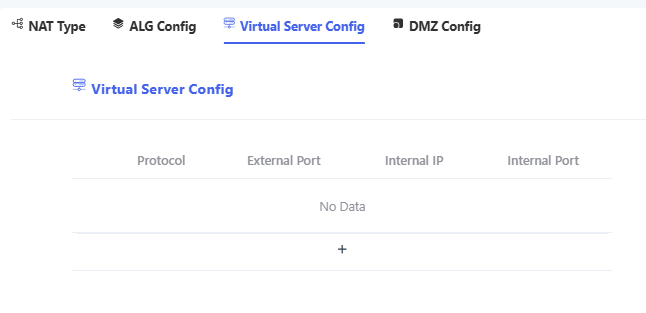 NAT Type ALG Config Virtual Server Config DMZ Config
Virtual Server Config
Protocol External Port Internal IP Internal Port
No Data
+